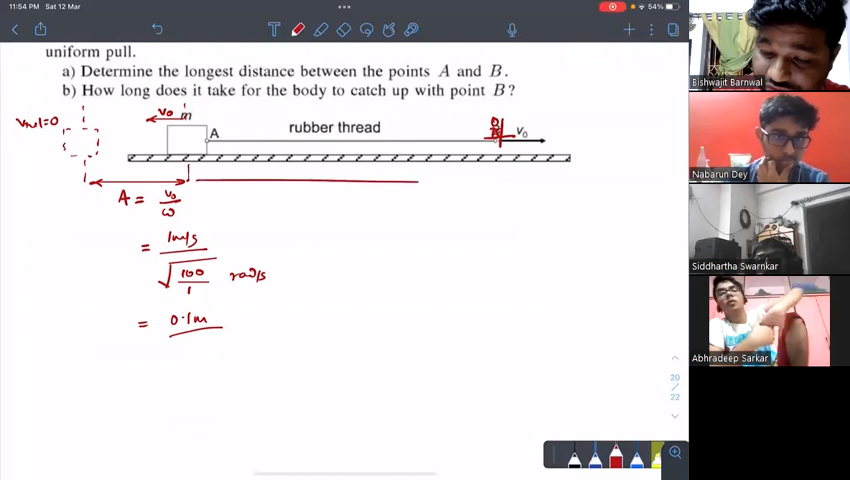 11:54 PM Sat 12 Mar
54%
uniform pull.
a) Determine the longest distance between the points A and B.
b) How long does it take for the body to catch up with point B?
Vrel=0
v₀
m
A
rubber thread
v₀
A = v₀/ω
= 1m/s / √(100/1) rad/s
= 0.1m
20
22
Bishwajit Barnwal
Nabarun Dey
Siddhartha Swarnkar
Abhradeep Sarkar